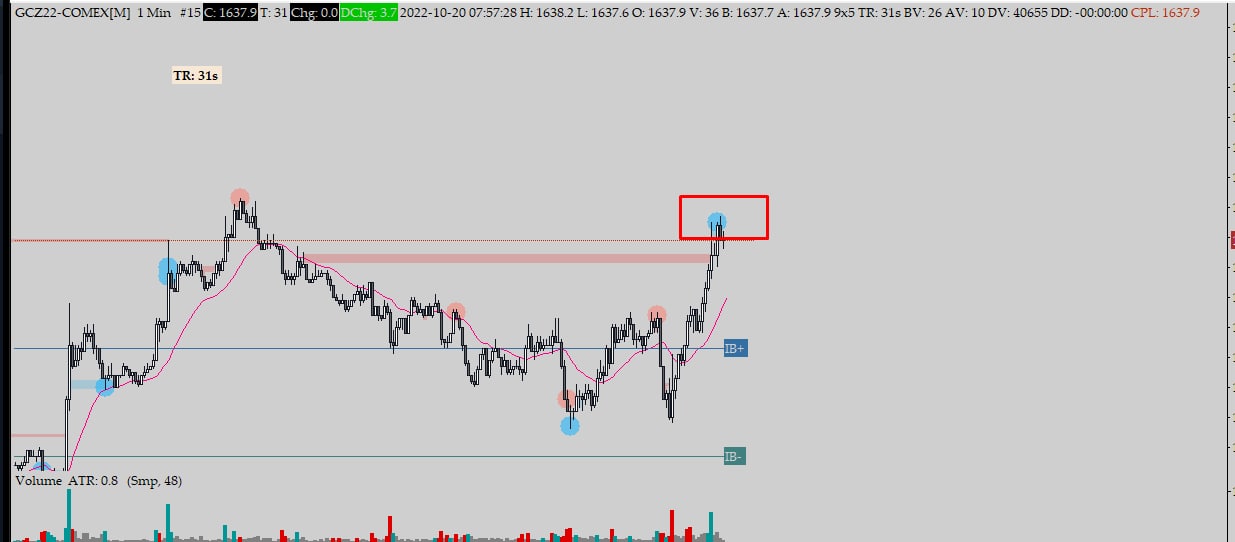 GCZ22-COMEX[M] 1 Min #15 C: 1637.9 T: 31 Chg: 0.0 DChg: 3.7 2022-10-20 07:57:28 H: 1638.2 L: 1637.6 O: 1637.9 V: 36 B: 1637.7 A: 1637.9 9x5 TR: 31s BV: 26 AV: 10 DV: 40655 DD: -00:00:00 CPL: 1637.9
TR: 31s
IB+
IB-
Volume ATR: 0.8 (Smp, 48)